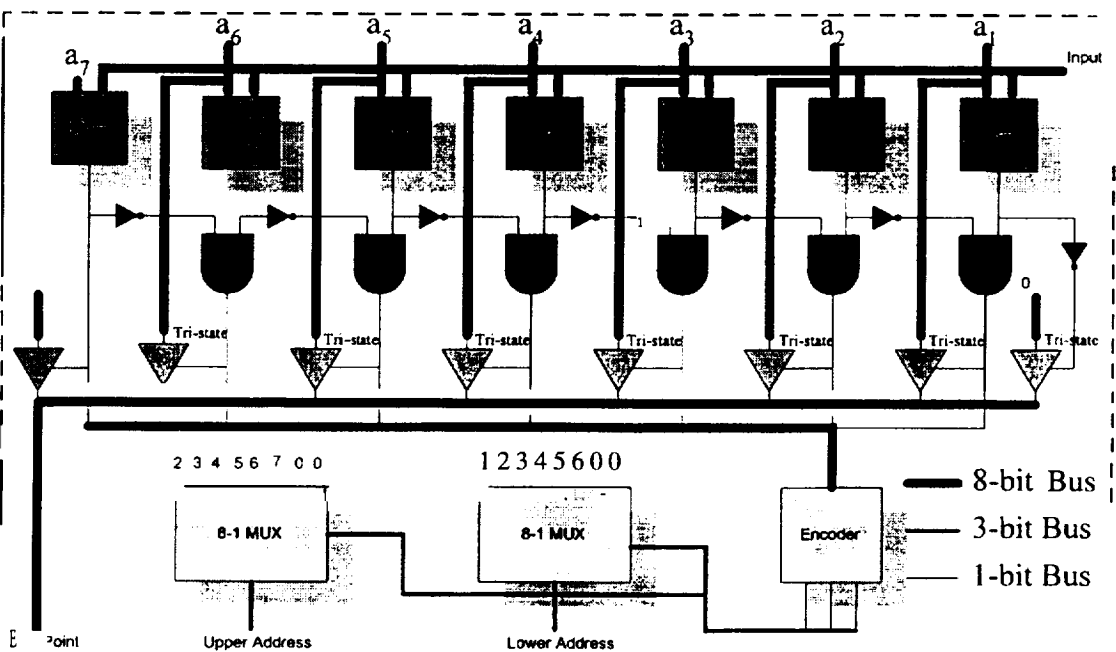 a6 a5 a4 a3 a2 a1
a7
Input
1
0
Tri-state Tri-state Tri-state Tri-state Tri-state Tri-state Tri-state
2 3 4 5 6 7 0 0
1 2 3 4 5 6 0 0
8-1 MUX
8-1 MUX
Encoder
8-bit Bus
3-bit Bus
1-bit Bus
E Point
Upper Address
Lower Address